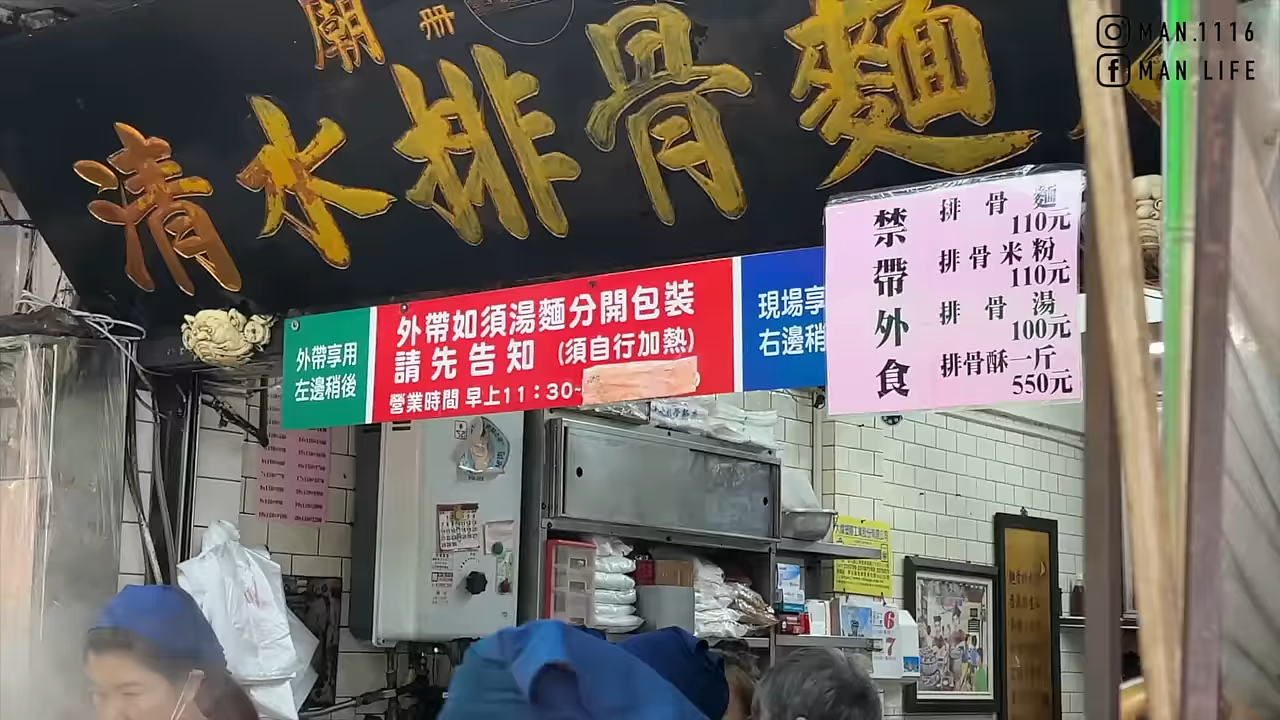 廟
冊
清水排骨麵
MAN.1116
MAN LIFE
外帶享用
左邊稍後
外帶如須湯麵分開包裝
請先告知 (須自行加熱)
營業時間 早上11：30~
現場享
右邊稍
禁帶外食
排骨麵
110元
排骨米粉
110元
排骨湯
100元
排骨酥一斤
550元
6
7